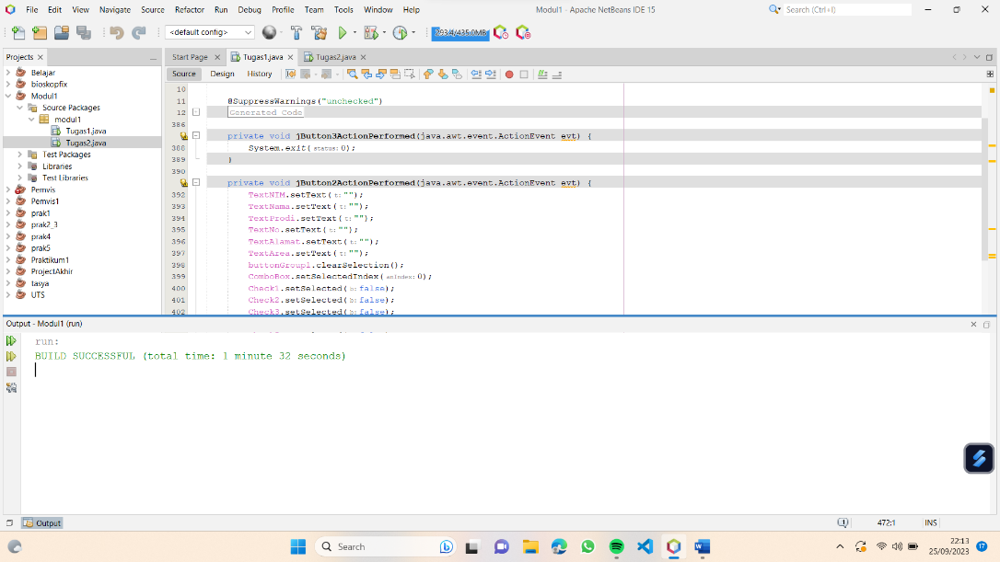 File Edit View Navigate Source Refactor Run Debug Profile Team Tools Window Help
Modul1 - Apache NetBeans IDE 15
Search (Ctrl+I)
<default config>
293/4/435.0MB
Projects
Start Page
Tugas1.java
Tugas2.java
Source Design History
Belajar
bioskopfix
Modul1
Source Packages
modul1
Tugas1.java
Tugas2.java
Test Packages
Libraries
Test Libraries
Pemvis
Pemvis1
prak1
prak2_3
prak4
prak5
Praktikum1
ProjectAkhir
tasya
UTS
10
11 @SuppressWarnings("unchecked")
12 Generated Code
386
private void jButton3ActionPerformed(java.awt.event.ActionEvent evt) {
388 System.exit(status:0);
389 }
390
private void jButton2ActionPerformed(java.awt.event.ActionEvent evt) {
392 TextNIM.setText(t:"");
393 TextNama.setText(t:"");
394 TextProdi.setText(t:"");
395 TextNo.setText(t:"");
396 TextAlamat.setText(t:"");
397 TextArea.setText(t:"");
398 buttonGroup1.clearSelection();
399 ComboBox.setSelectedIndex(anIndex:0);
400 Check1.setSelected(b:false);
401 Check2.setSelected(b:false);
402 Check3.setSelected(b:false);
Output - Modul1 (run)
run:
BUILD SUCCESSFUL (total time: 1 minute 32 seconds)
Output
1
472:1
INS
Search
22:13
25/09/2023
17